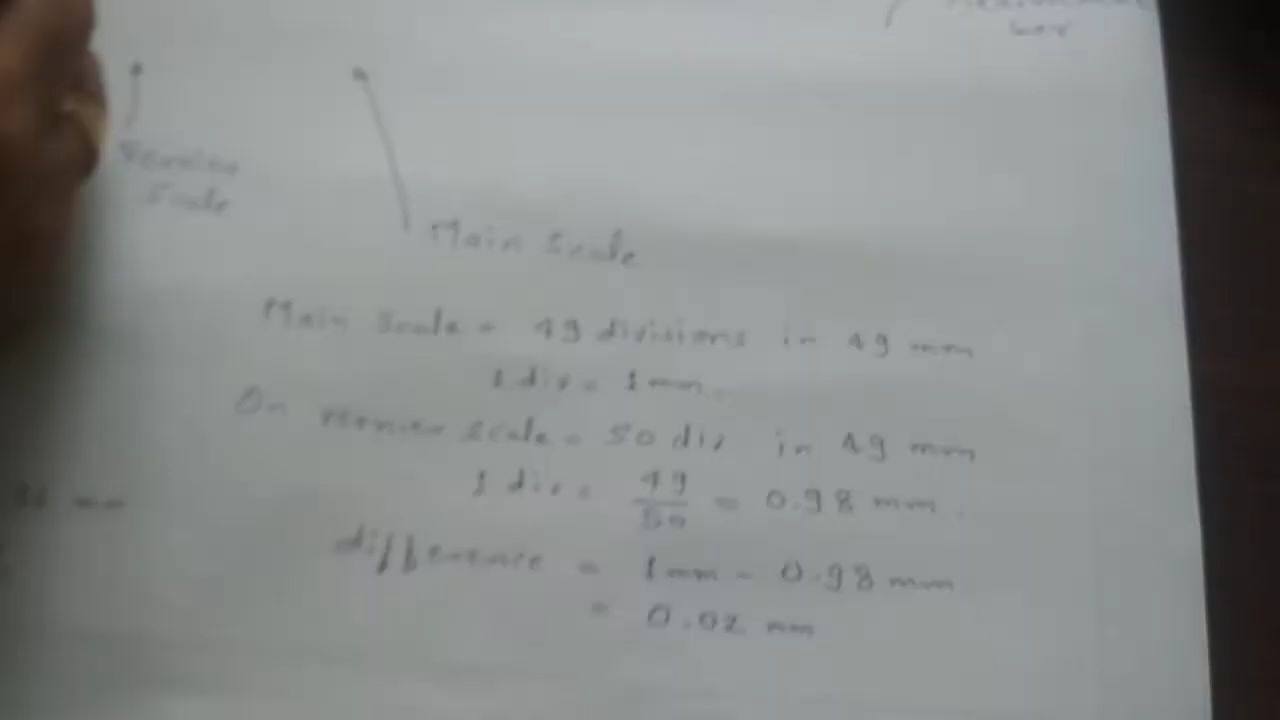 Vernier
Scale
Main Scale
Main Scale = 49 divisions in 49 mm
1 div = 1 mm.
On vernier scale = 50 div in 49 mm
1 div = 49/50 = 0.98 mm.
difference = 1mm - 0.98 mm
= 0.02 mm
mm